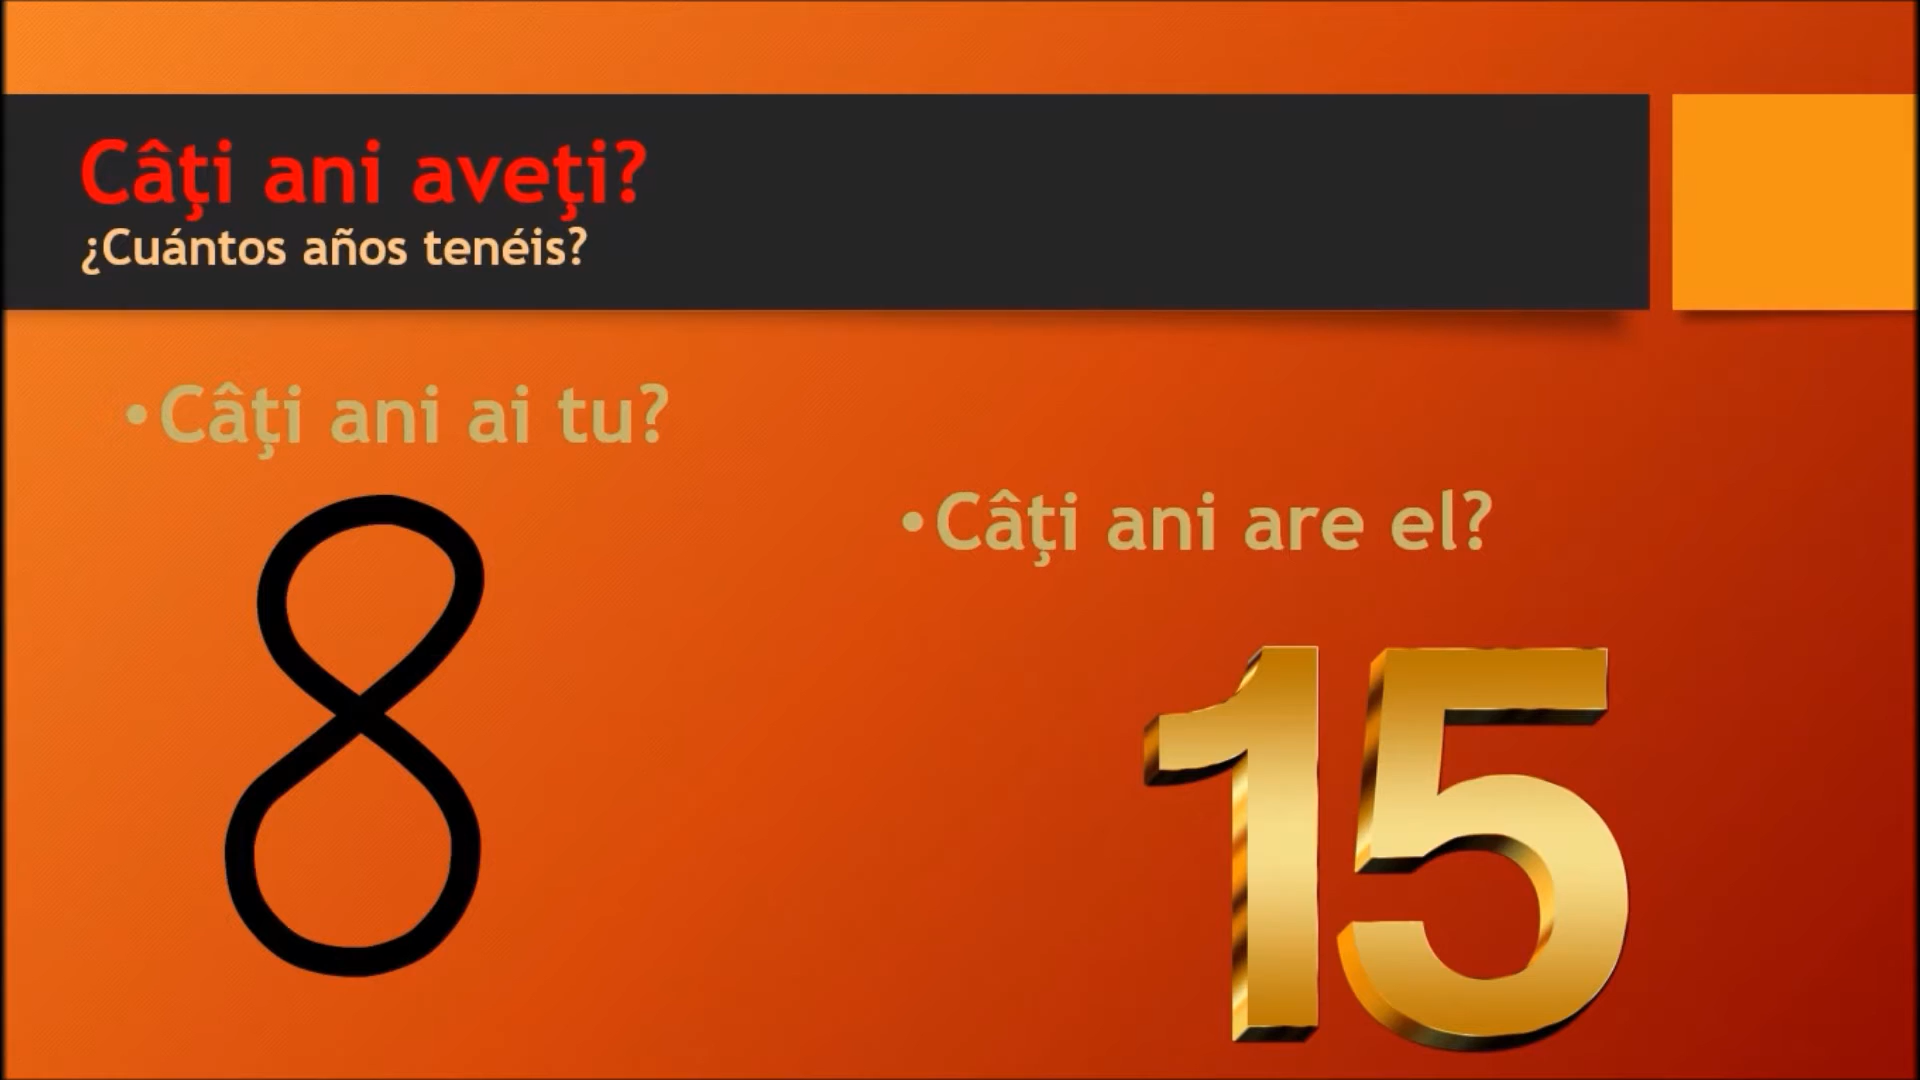 Câţi ani aveţi?
¿Cuántos años tenéis?
•Câţi ani ai tu?
8
•Câţi ani are el?
15